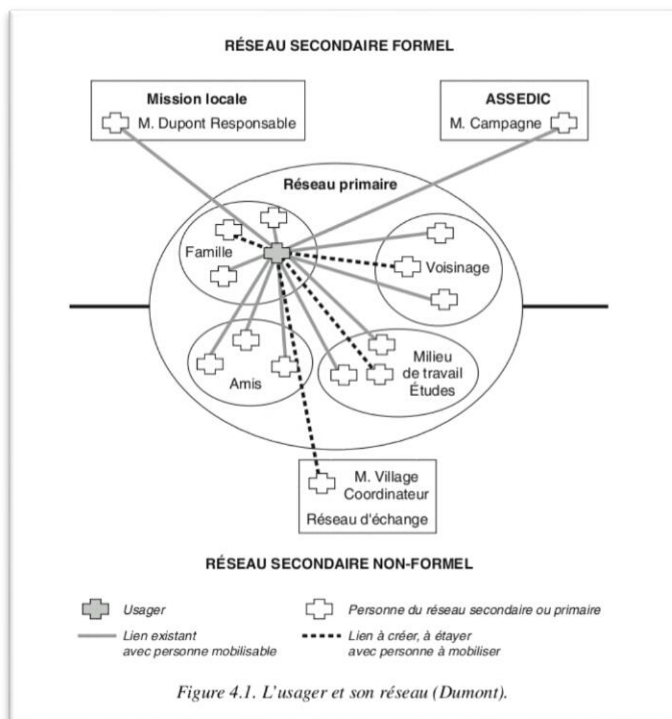 RÉSEAU SECONDAIRE FORMEL
Mission locale
M. Dupont Responsable
ASSEDIC
M. Campagne
Réseau primaire
Famille
Voisinage
Amis
Milieu
de travail
Études
M. Village
Coordinateur
Réseau d'échange
RÉSEAU SECONDAIRE NON-FORMEL
Usager
Personne du réseau secondaire ou primaire
Lien existant
avec personne mobilisable
Lien à créer, à étayer
avec personne à mobiliser
Figure 4.1. L'usager et son réseau (Dumont).